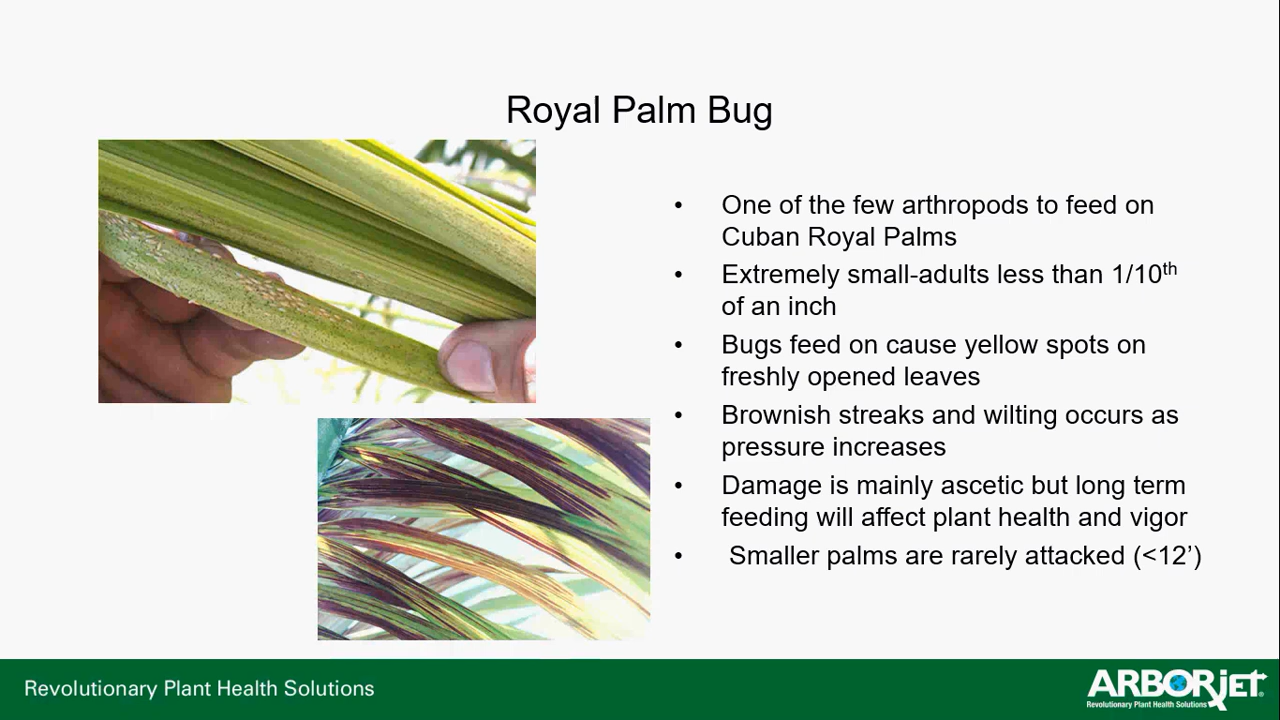 Royal Palm Bug
• One of the few arthropods to feed on
Cuban Royal Palms
• Extremely small-adults less than 1/10th
of an inch
• Bugs feed on cause yellow spots on
freshly opened leaves
• Brownish streaks and wilting occurs as
pressure increases
• Damage is mainly ascetic but long term
feeding will affect plant health and vigor
• Smaller palms are rarely attacked (<12’)
Revolutionary Plant Health Solutions
ARBORjet®
Revolutionary Plant Health Solutions